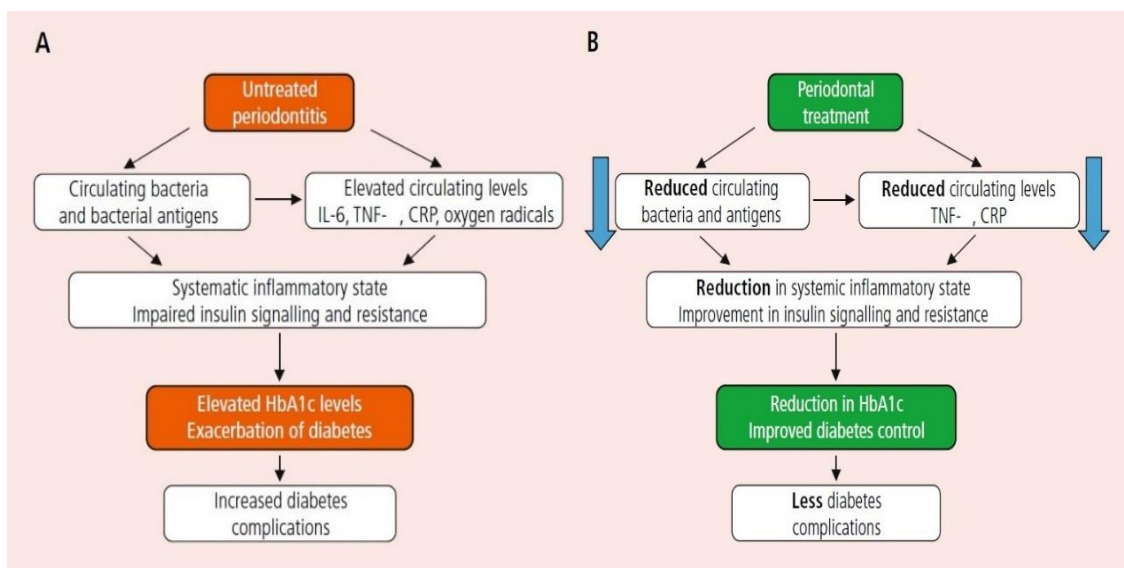 A
Untreated
periodontitis
Circulating bacteria
and bacterial antigens
Elevated circulating levels
IL-6, TNF- , CRP, oxygen radicals
Systematic inflammatory state
Impaired insulin signalling and resistance
Elevated HbA1c levels
Exacerbation of diabetes
Increased diabetes
complications
B
Periodontal
treatment
Reduced circulating
bacteria and antigens
Reduced circulating levels
TNF- , CRP
Reduction in systemic inflammatory state
Improvement in insulin signalling and resistance
Reduction in HbA1c
Improved diabetes control
Less diabetes
complications